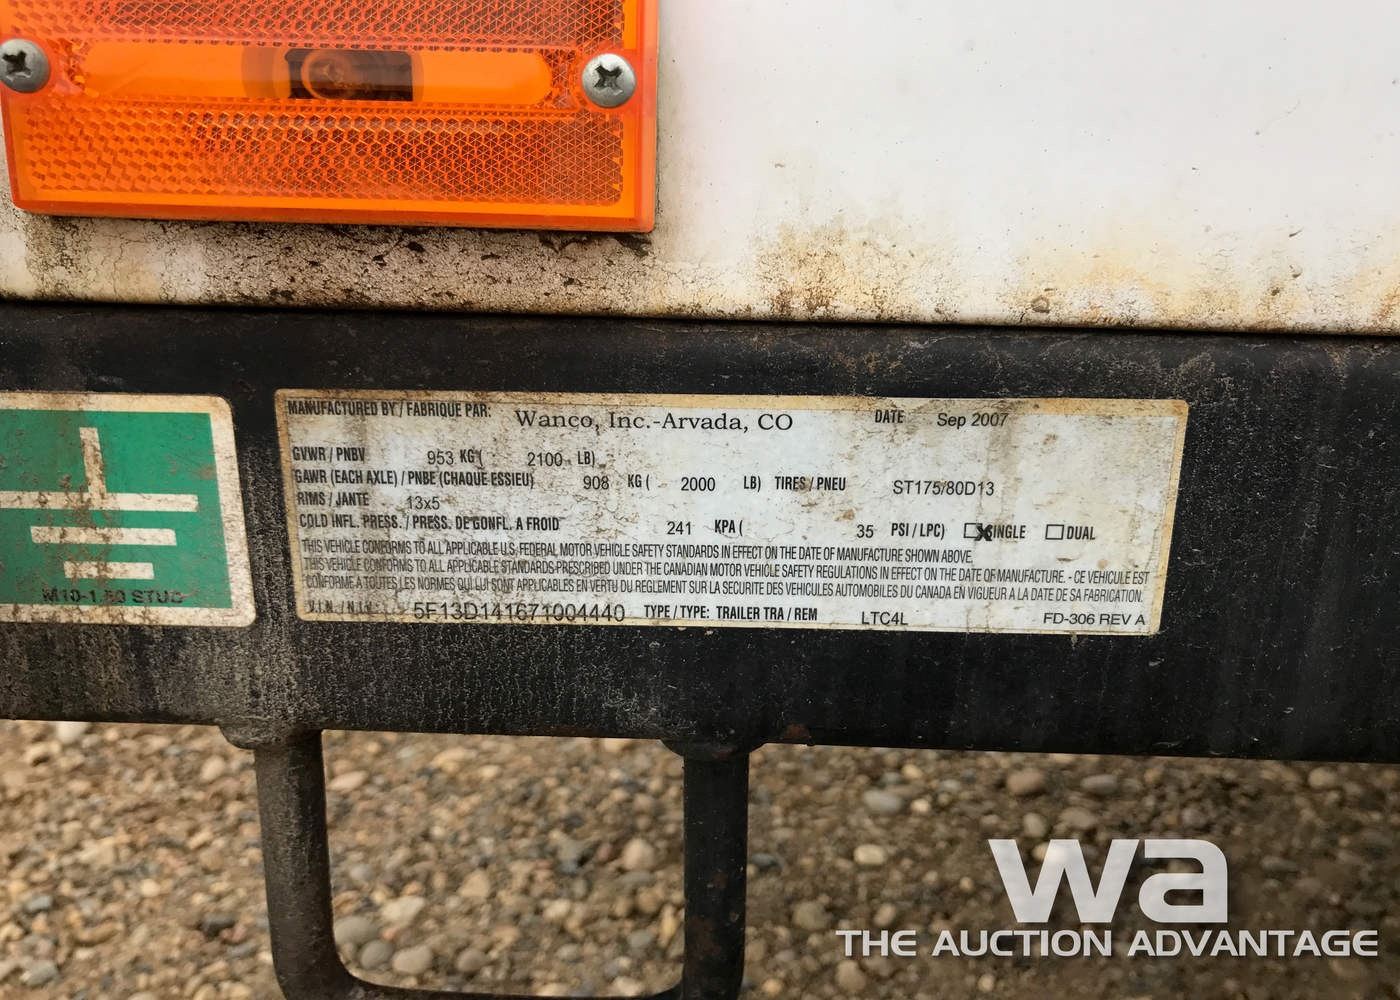 MANUFACTURED BY / FABRIQUE PAR: Wanco, Inc.-Arvada, CO DATE Sep 2007
GVWR / PNBV 953 KG ( 2100 LB)
GAWR (EACH AXLE) / PNBE (CHAQUE ESSIEU) 908 KG ( 2000 LB) TIRES / PNEU ST175/80D13
RIMS / JANTE 13x5
COLD INFL. PRESS. / PRESS. DE GONFL. A FROID 241 KPA ( 35 PSI / LPC) SINGLE DUAL
THIS VEHICLE CONFORMS TO ALL APPLICABLE U.S. FEDERAL MOTOR VEHICLE SAFETY STANDARDS IN EFFECT ON THE DATE OF MANUFACTURE SHOWN ABOVE.
THIS VEHICLE CONFORMS TO ALL APPLICABLE STANDARDS PRESCRIBED UNDER THE CANADIAN MOTOR VEHICLE SAFETY REGULATIONS IN EFFECT ON THE DATE OF MANUFACTURE. - CE VEHICULE EST
CONFORME A TOUTES LES NORMES QUI LUI SONT APPLICABLES EN VERTU DU REGLEMENT SUR LA SECURITE DES VEHICULES AUTOMOBILES DU CANADA EN VIGUEUR A LA DATE DE SA FABRICATION.
V.I.N. / N.I.V.: 5F13D141671004440 TYPE / TYPE: TRAILER TRA / REM LTC4L FD-306 REV A
M10-1.50 STUD
wa
THE AUCTION ADVANTAGE